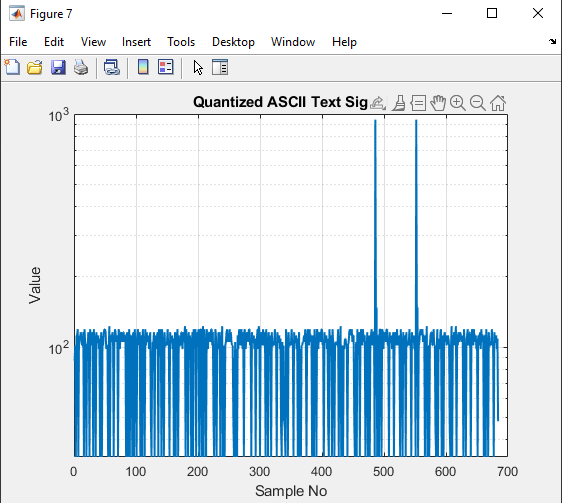 Figure 7
File Edit View Insert Tools Desktop Window Help
Quantized ASCII Text Sig
10^3
10^2
Value
0 100 200 300 400 500 600 700
Sample No